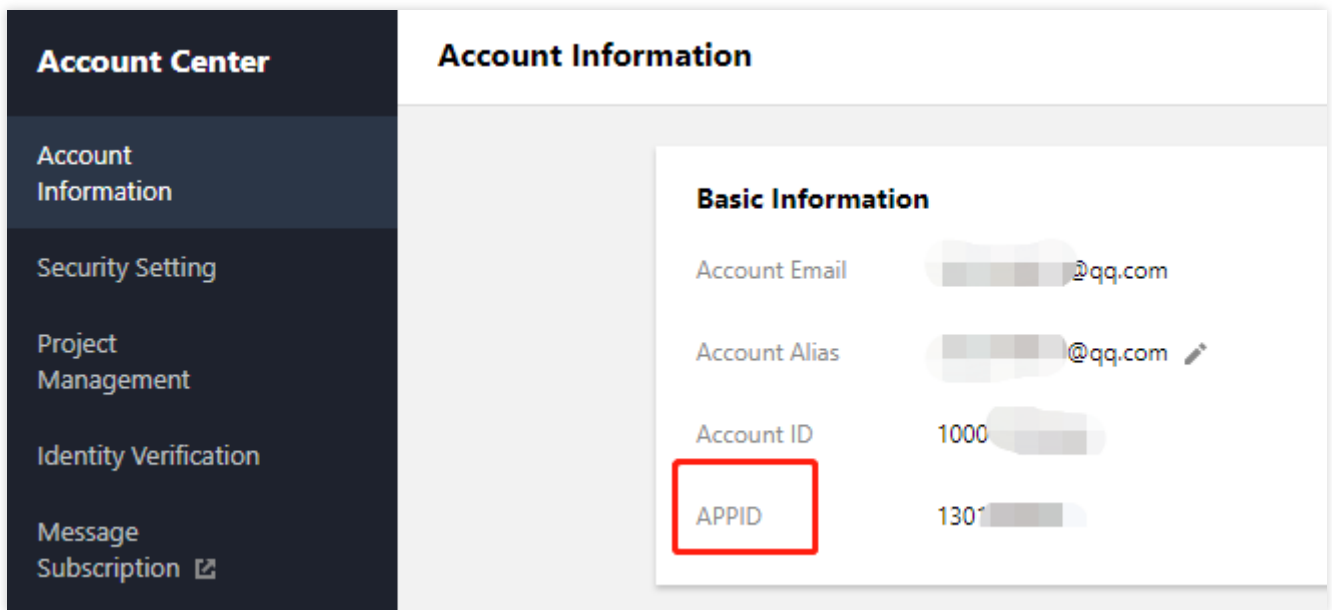 Account Center
Account Information
Account
Information
Security Setting
Project
Management
Identity Verification
Message
Subscription
Basic Information
Account Email @qq.com
Account Alias @qq.com
Account ID 1000
APPID 1301